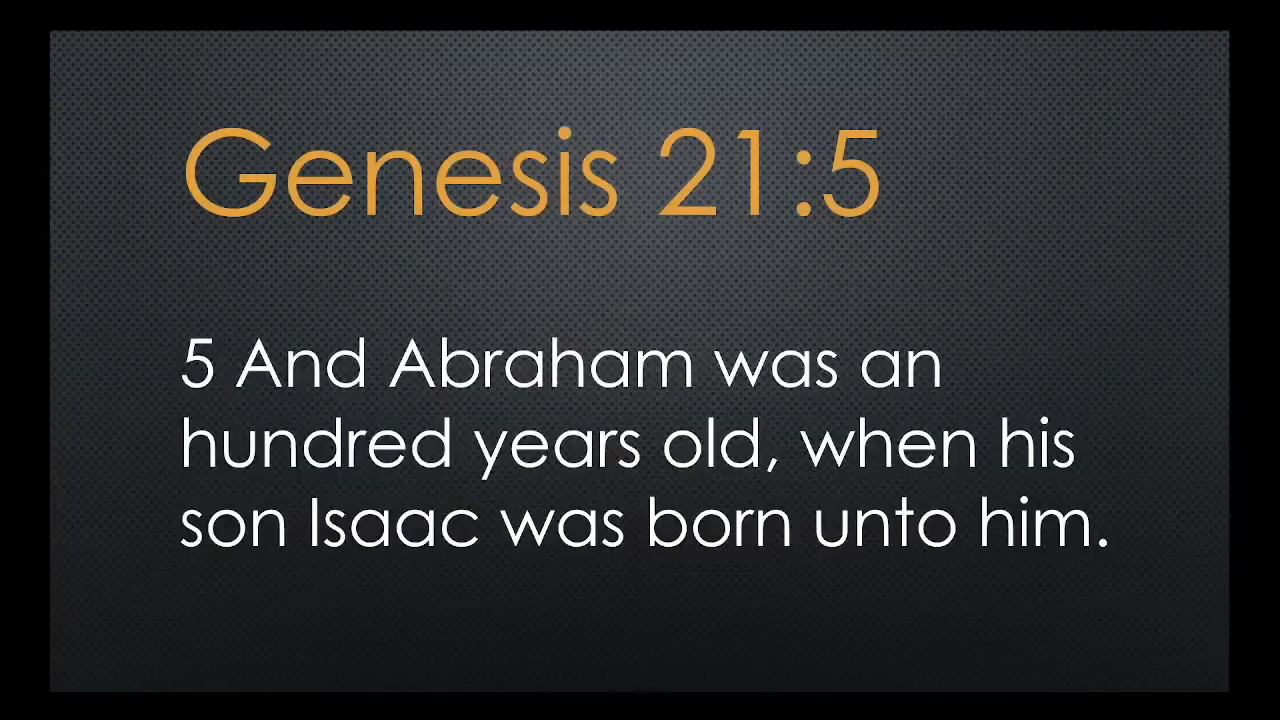 Genesis 21:5
5 And Abraham was an
hundred years old, when his
son Isaac was born unto him.